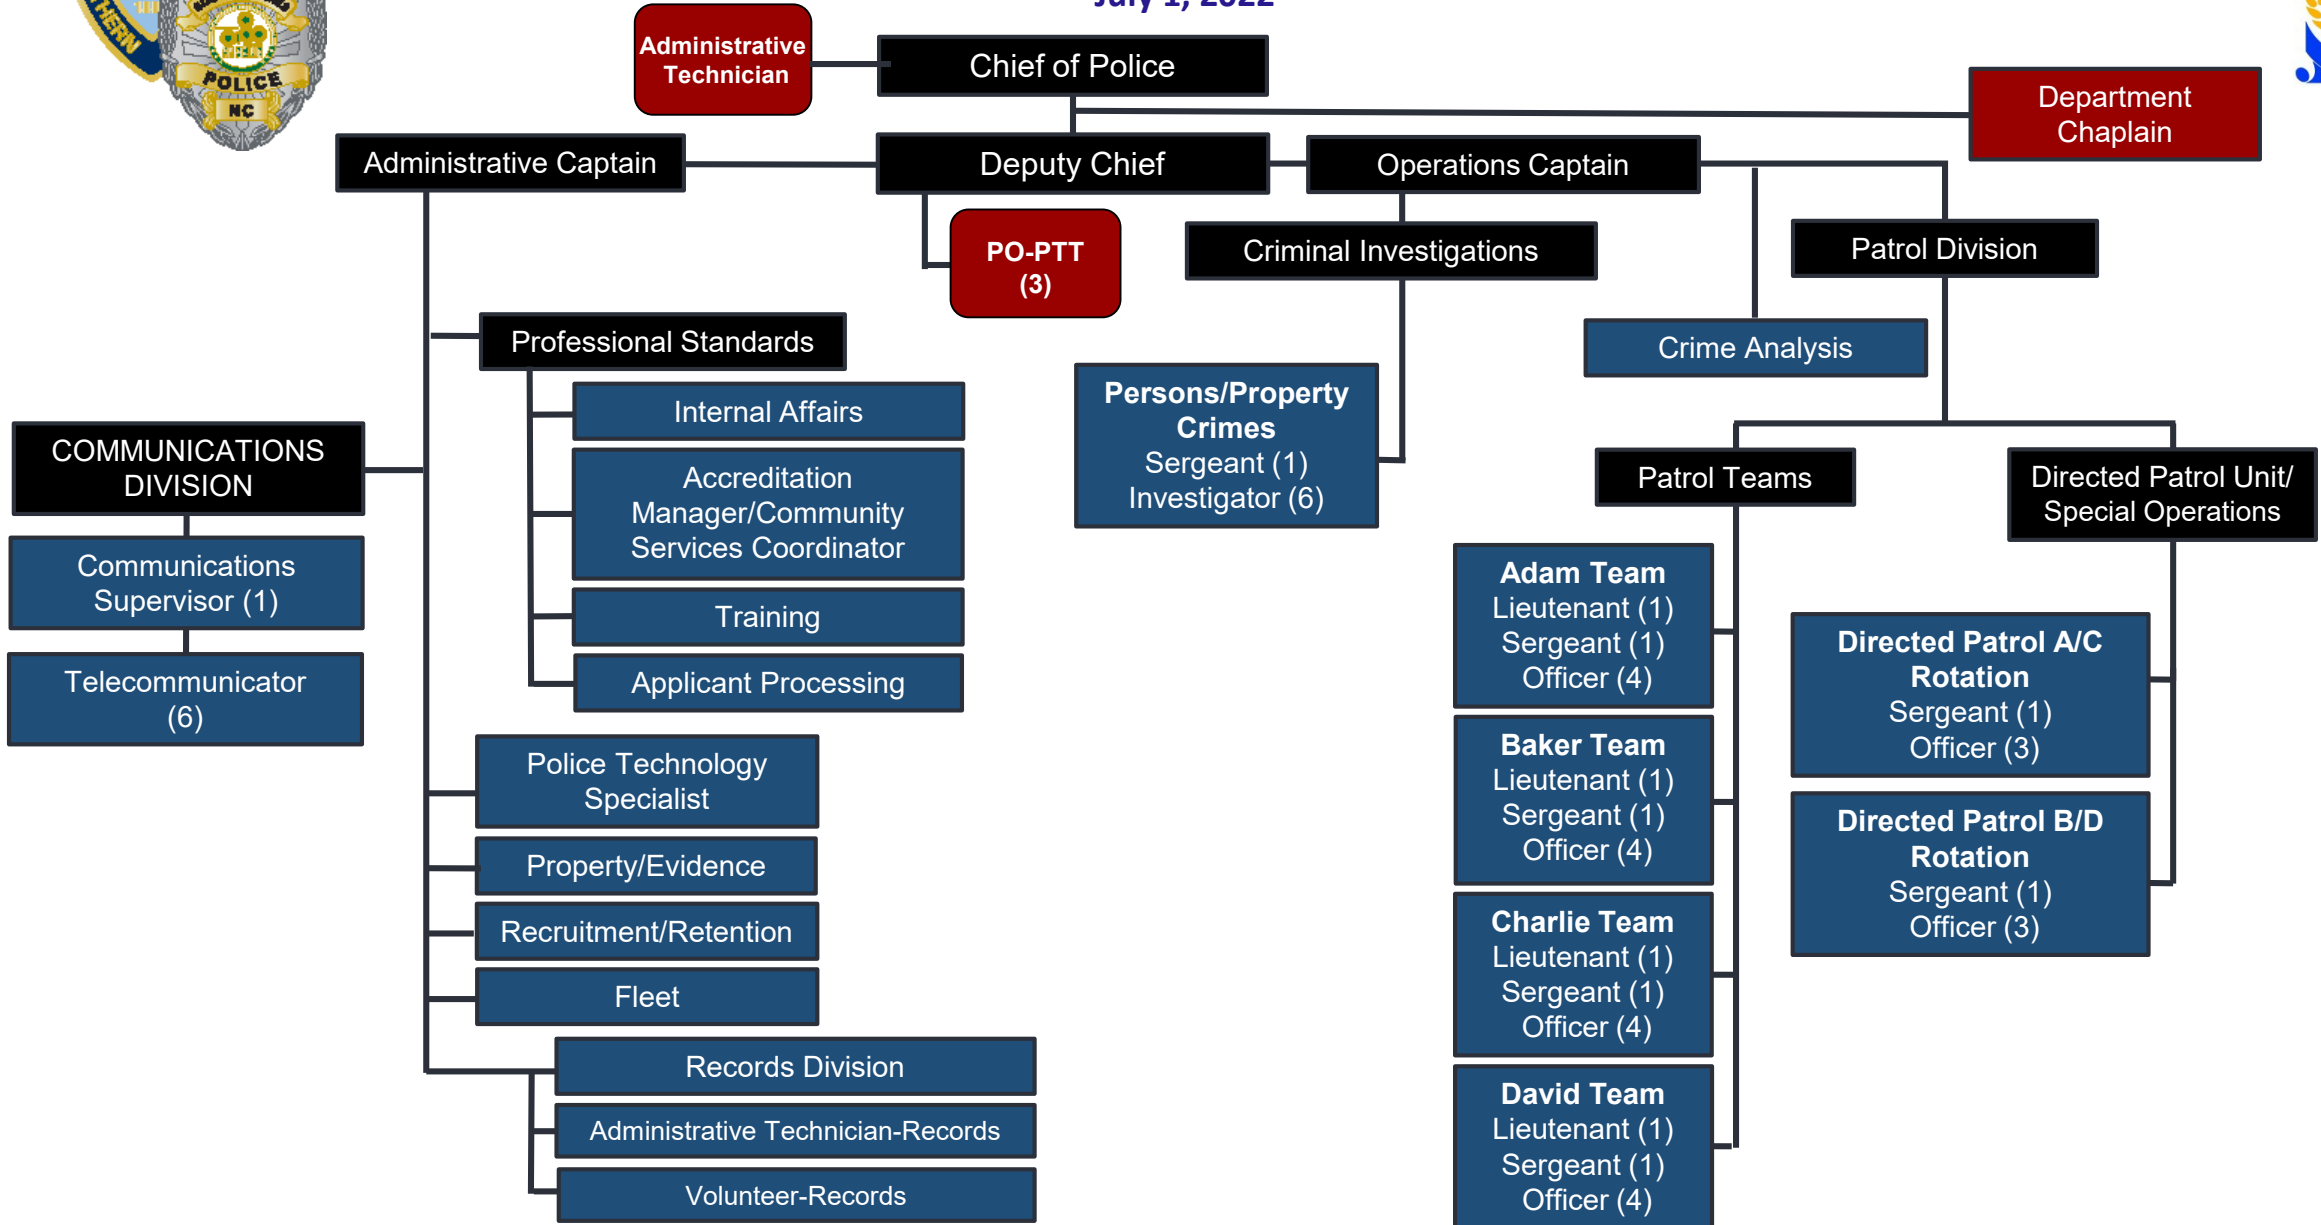 July 1, 2022
THERN
POLICE
NC
Administrative
Technician
Chief of Police
Department
Chaplain
Administrative Captain
Deputy Chief
Operations Captain
PO-PTT
(3)
Criminal Investigations
Patrol Division
Professional Standards
Crime Analysis
Internal Affairs
Accreditation
Manager/Community
Services Coordinator
Training
Applicant Processing
COMMUNICATIONS
DIVISION
Communications
Supervisor (1)
Telecommunicator
(6)
Persons/Property
Crimes
Sergeant (1)
Investigator (6)
Patrol Teams
Directed Patrol Unit/
Special Operations
Adam Team
Lieutenant (1)
Sergeant (1)
Officer (4)
Baker Team
Lieutenant (1)
Sergeant (1)
Officer (4)
Charlie Team
Lieutenant (1)
Sergeant (1)
Officer (4)
David Team
Lieutenant (1)
Sergeant (1)
Officer (4)
Directed Patrol A/C
Rotation
Sergeant (1)
Officer (3)
Directed Patrol B/D
Rotation
Sergeant (1)
Officer (3)
Police Technology
Specialist
Property/Evidence
Recruitment/Retention
Fleet
Records Division
Administrative Technician-Records
Volunteer-Records